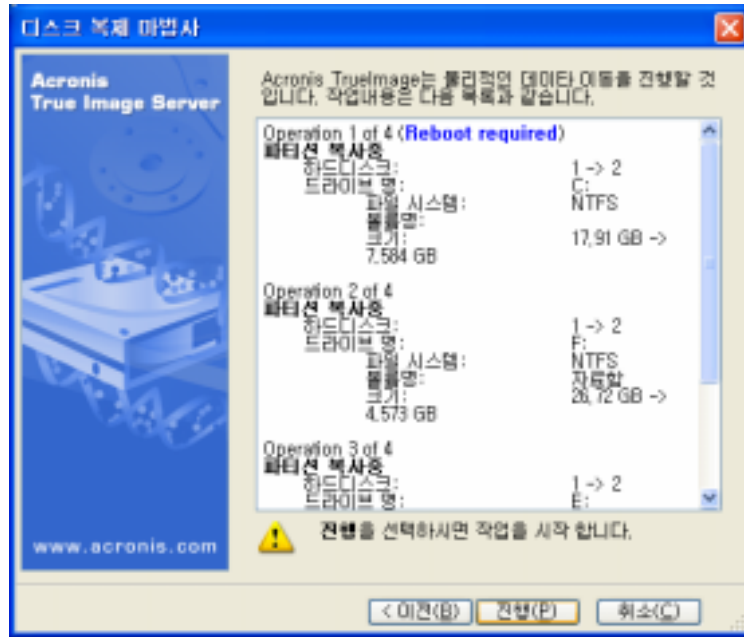 디스크 복제 마법사
Acronis
True Image Server
Acronis TrueImage는 물리적인 데이타 이동을 진행할 것
입니다. 작업내용은 다음 목록과 같습니다.
Operation 1 of 4 (Reboot required)
파티션 복사중
하드디스크: 1 -> 2
드라이브 명: C:
파일 시스템: NTFS
볼륨명:
크기: 17,91 GB ->
7.584 GB
Operation 2 of 4
파티션 복사중
하드디스크: 1 -> 2
드라이브 명: F:
파일 시스템: NTFS
볼륨명: 자료함
크기: 26,72 GB ->
4.573 GB
Operation 3 of 4
파티션 복사중
하드디스크: 1 -> 2
드라이브 명: E:
진행을 선택하시면 작업을 시작 합니다.
www.acronis.com
< 이전(B) 진행(P) 취소(C)